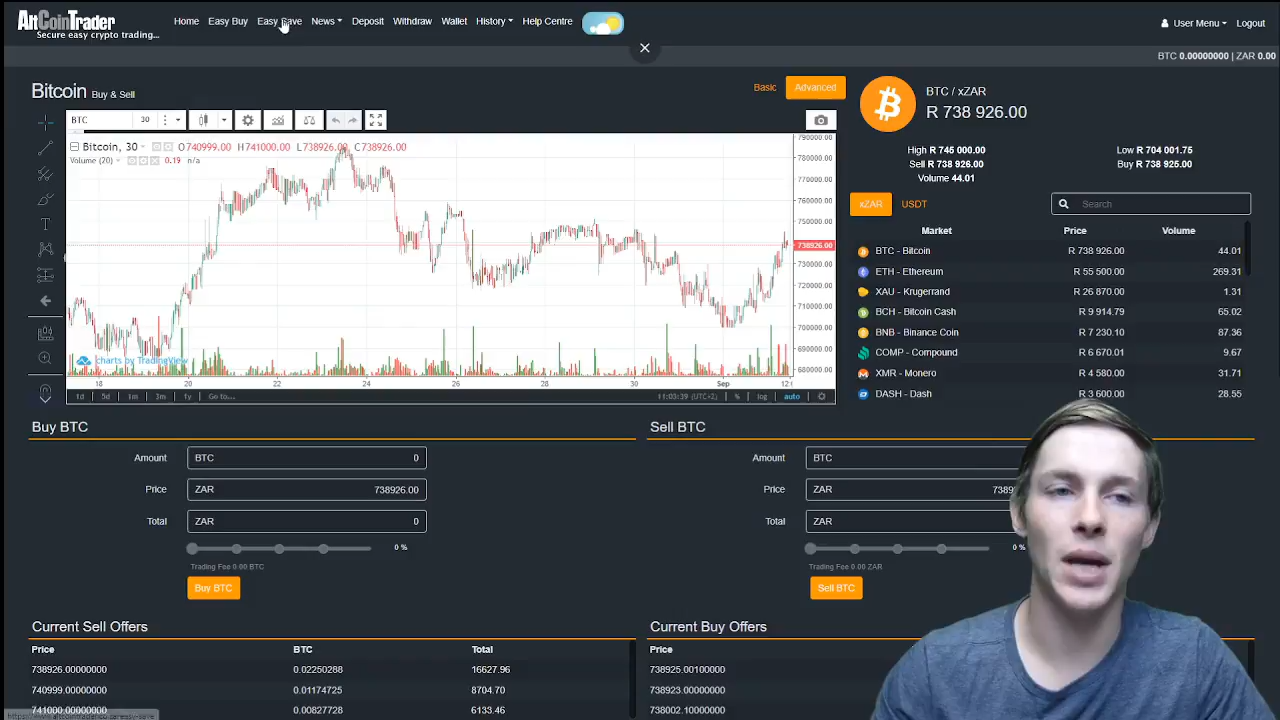 AltCoinTrader
Secure easy crypto trading...
Home Easy Buy Easy Save News Deposit Withdraw Wallet History Help Centre
User Menu Logout
BTC 0.00000000 | ZAR 0.00
Bitcoin Buy & Sell
Basic Advanced
BTC 30
Bitcoin, 30 O740999.00 H741000.00 L738926.00 C738926.00
Volume (20) 0.19 n/a
790000.00
780000.00
770000.00
760000.00
750000.00
740000.00
738926.00
730000.00
720000.00
710000.00
700000.00
690000.00
680000.00
charts by TradingView
18 20 22 24 26 28 30 Sep 12:0
1d 5d 1m 3m 1y Go to... 11:05:39 (UTC+2) % log auto
BTC / xZAR
R 738 926.00
High R 745 000.00 Low R 704 001.75
Sell R 738 926.00 Buy R 738 925.00
Volume 44.01
xZAR USDT Search
Market Price Volume
BTC - Bitcoin R 738 926.00 44.01
ETH - Ethereum R 55 500.00 269.31
XAU - Krugerrand R 26 870.00 1.31
BCH - Bitcoin Cash R 9 914.79 65.02
BNB - Binance Coin R 7 230.10 87.36
COMP - Compound R 6 670.01 9.67
XMR - Monero R 4 580.00 31.71
DASH - Dash R 3 600.00 28.55
Buy BTC
Amount BTC 0
Price ZAR 738926.00
Total ZAR 0
0 %
Trading Fee 0.00 BTC
Buy BTC
Sell BTC
Amount BTC
Price ZAR 7389
Total ZAR
0 %
Trading Fee 0.00 ZAR
Sell BTC
Current Sell Offers
Price BTC Total
738926.00000000 0.02250288 16627.96
740999.00000000 0.01174725 8704.70
741000.00000000 0.00827728 6133.46
Current Buy Offers
Price
738925.00100000
738923.00000000
738002.10000000